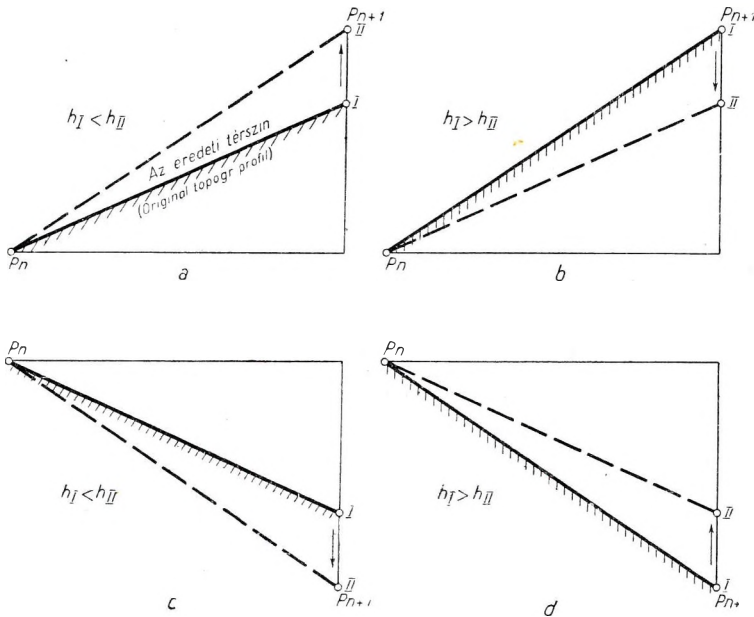 Pn+1
II
I
hI < hII
Az eredeti térszin
(Original topogr profil)
Pn
a
Pn+1
I
II
hI > hII
Pn
b
Pn
hI < hII
I
II
Pn+1
c
Pn
hI > hII
II
I
Pn+
d